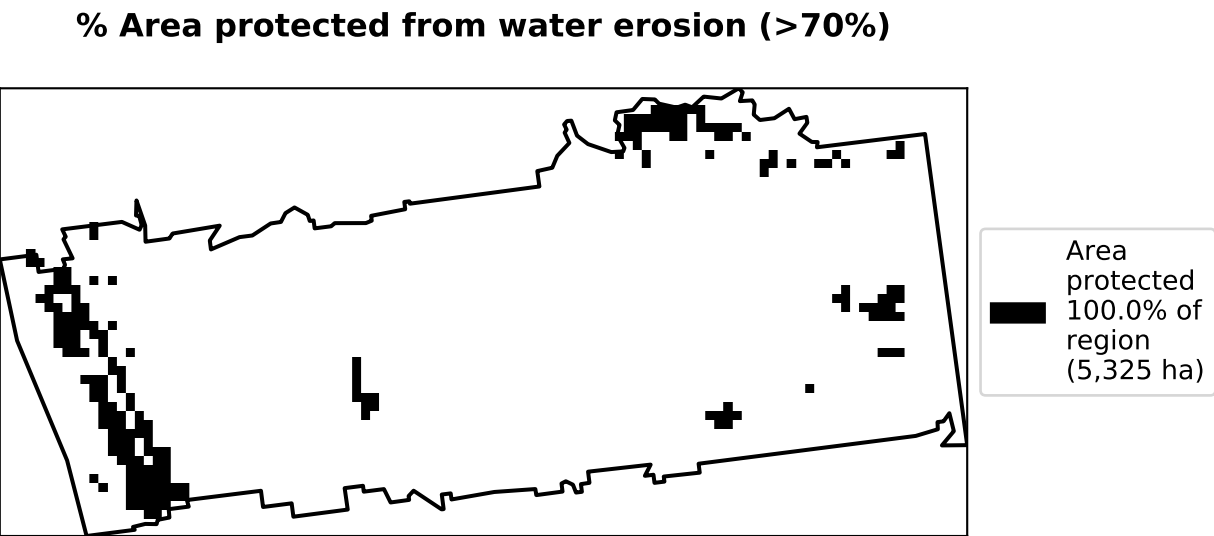 % Area protected from water erosion (>70%)
Area
protected
100.0% of
region
(5,325 ha)